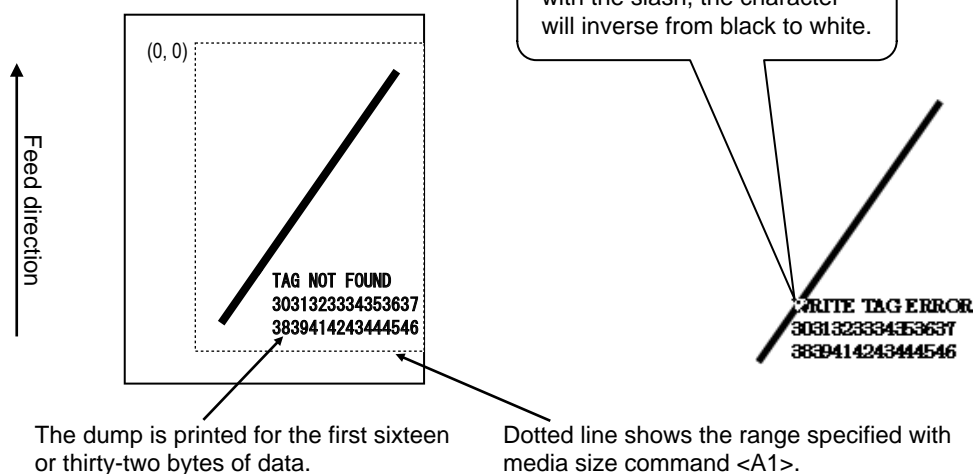 with the slash, the character
will inverse from black to white.
(0, 0)
Feed direction
TAG NOT FOUND
3031323334353637
3839414243444546
WRITE TAG ERROR
3031323334353637
3839414243444546
The dump is printed for the first sixteen
or thirty-two bytes of data.
Dotted line shows the range specified with
media size command <A1>.